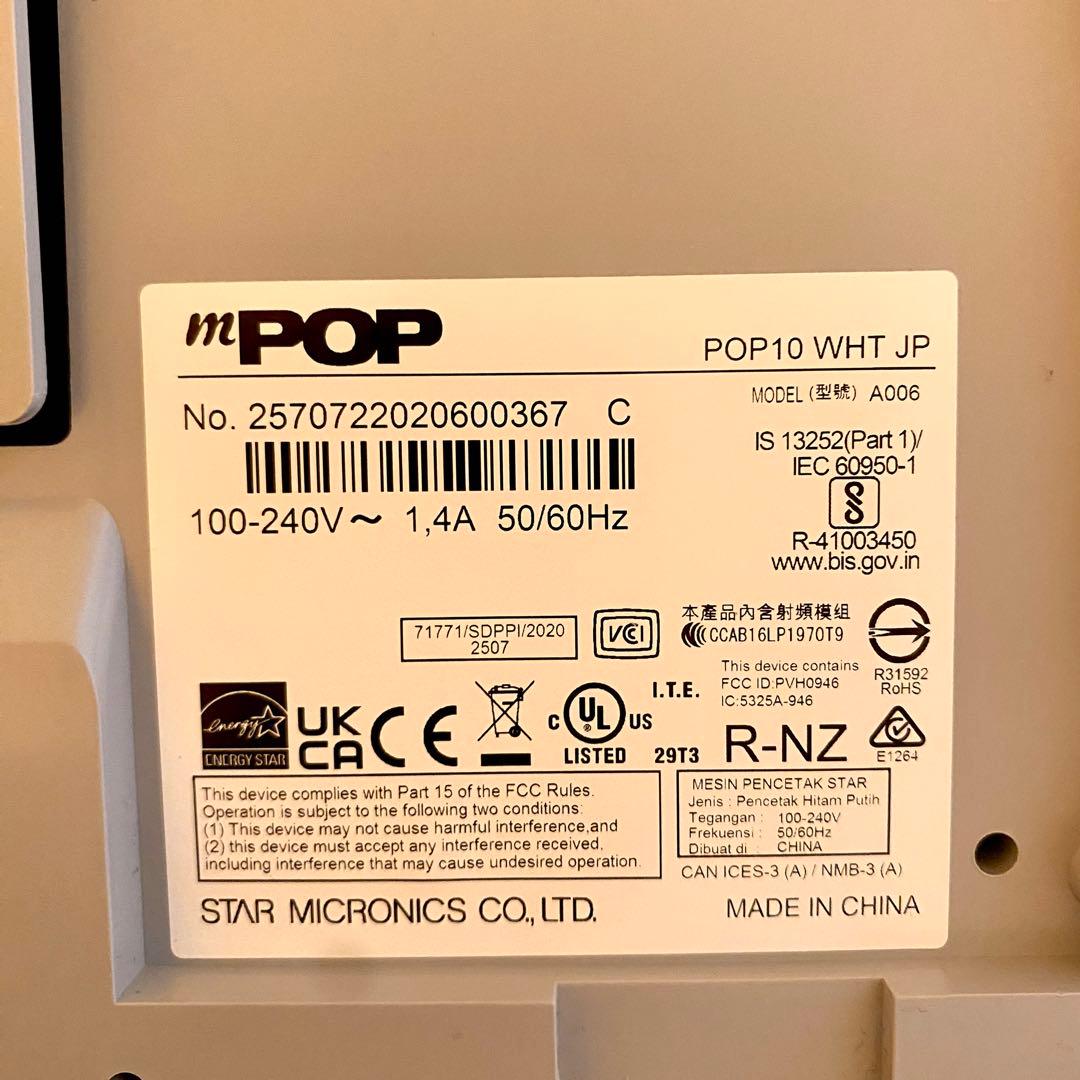 mPOP
POP10 WHT JP
No. 2570722020600367 C
MODEL (型號) A006
IS 13252(Part 1)/
IEC 60950-1
R-41003450
www.bis.gov.in
100-240V～ 1,4A 50/60Hz
71771/SDPPI/2020
2507
VCCI
本產品內含射頻模組
CCAB16LP1970T9
R31592
RoHS
This device contains
FCC ID:PVH0946
IC:5325A-946
energy
ENERGY STAR
UK
CA
CE
C UL US
LISTED 29T3
I.T.E.
R-NZ
E1264
This device complies with Part 15 of the FCC Rules.
Operation is subject to the following two conditions:
(1) This device may not cause harmful interference,and
(2) this device must accept any interference received,
including interference that may cause undesired operation.
MESIN PENCETAK STAR
Jenis : Pencetak Hitam Putih
Tegangan : 100-240V
Frekuensi : 50/60Hz
Dibuat di : CHINA
CAN ICES-3 (A) / NMB-3 (A)
STAR MICRONICS CO., LTD.
MADE IN CHINA